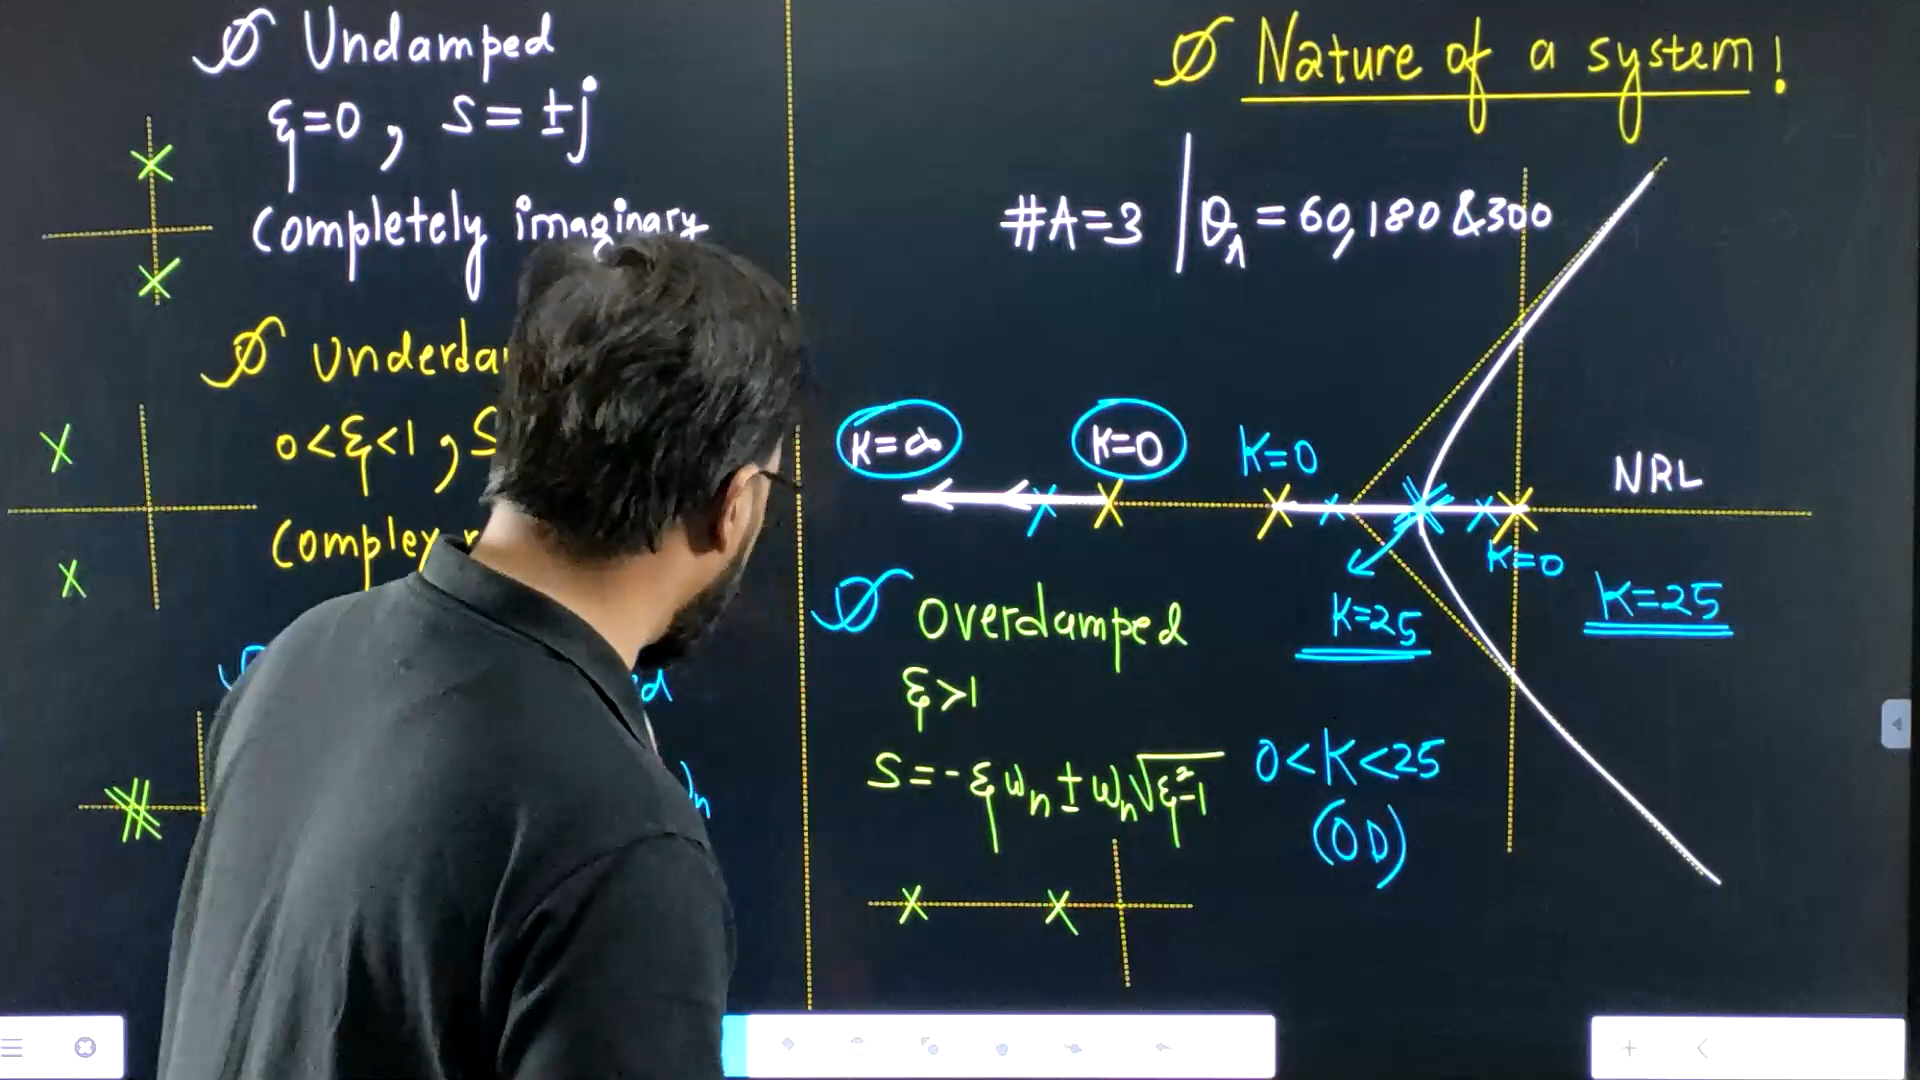 Undamped
ξ=0, S=±j
Completely imaginary
underda
0<ξ<1, S
Complex
d
n
Nature of a system!
#A=3 | θA = 60, 180 & 300
K=∞
K=0
K=0
NRL
K=0
K=25
K=25
Overdamped
ξ>1
S=-ξωn±ωn√ξ²-1
0<K<25
(OD)